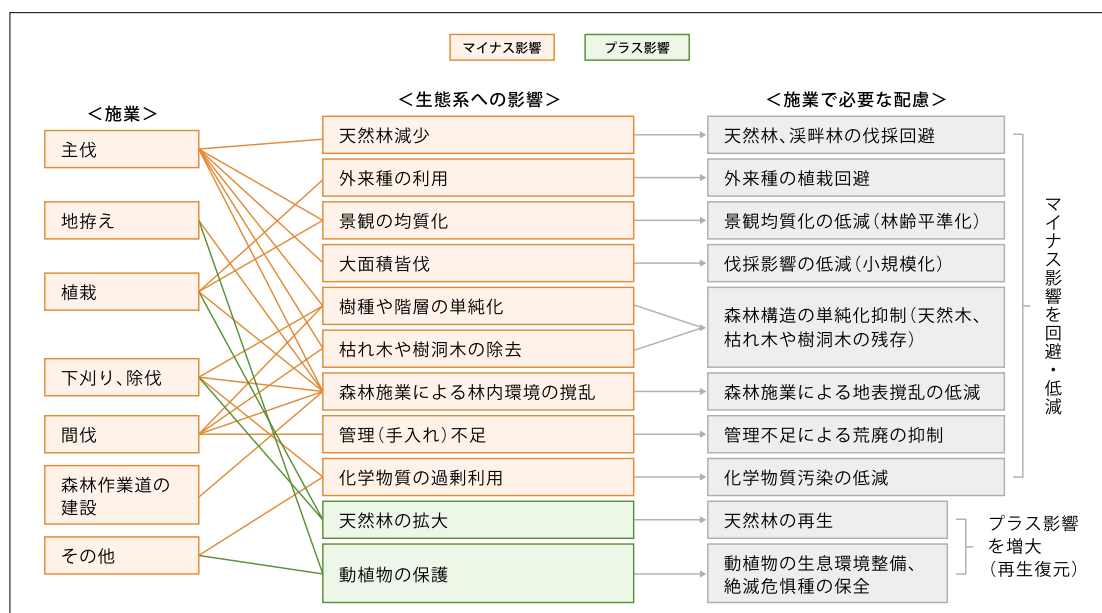 マイナス影響
プラス影響
＜施業＞
主伐
地拵え
植栽
下刈り、除伐
間伐
森林作業道の
建設
その他
＜生態系への影響＞
天然林減少
外来種の利用
景観の均質化
大面積皆伐
樹種や階層の単純化
枯れ木や樹洞木の除去
森林施業による林内環境の撹乱
管理（手入れ）不足
化学物質の過剰利用
天然林の拡大
動植物の保護
＜施業で必要な配慮＞
天然林、渓畔林の伐採回避
外来種の植栽回避
景観均質化の低減（林齢平準化）
伐採影響の低減（小規模化）
森林構造の単純化抑制（天然木、
枯れ木や樹洞木の残存）
森林施業による地表撹乱の低減
管理不足による荒廃の抑制
化学物質汚染の低減
天然林の再生
動植物の生息環境整備、
絶滅危惧種の保全
マイナス影響を回避・低減
プラス影響
を増大
（再生復元）